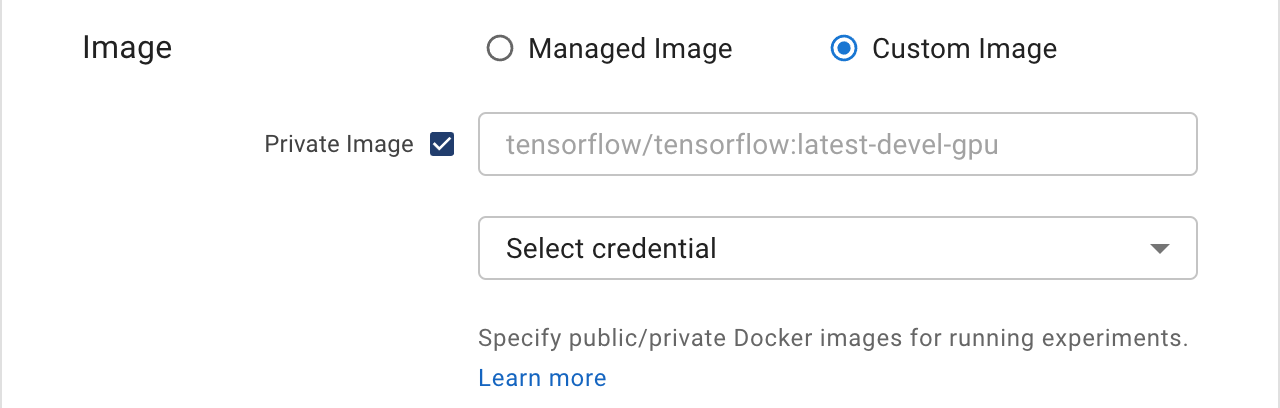 Image
Managed Image
Custom Image
Private Image
tensorflow/tensorflow:latest-devel-gpu
Select credential
Specify public/private Docker images for running experiments.
Learn more